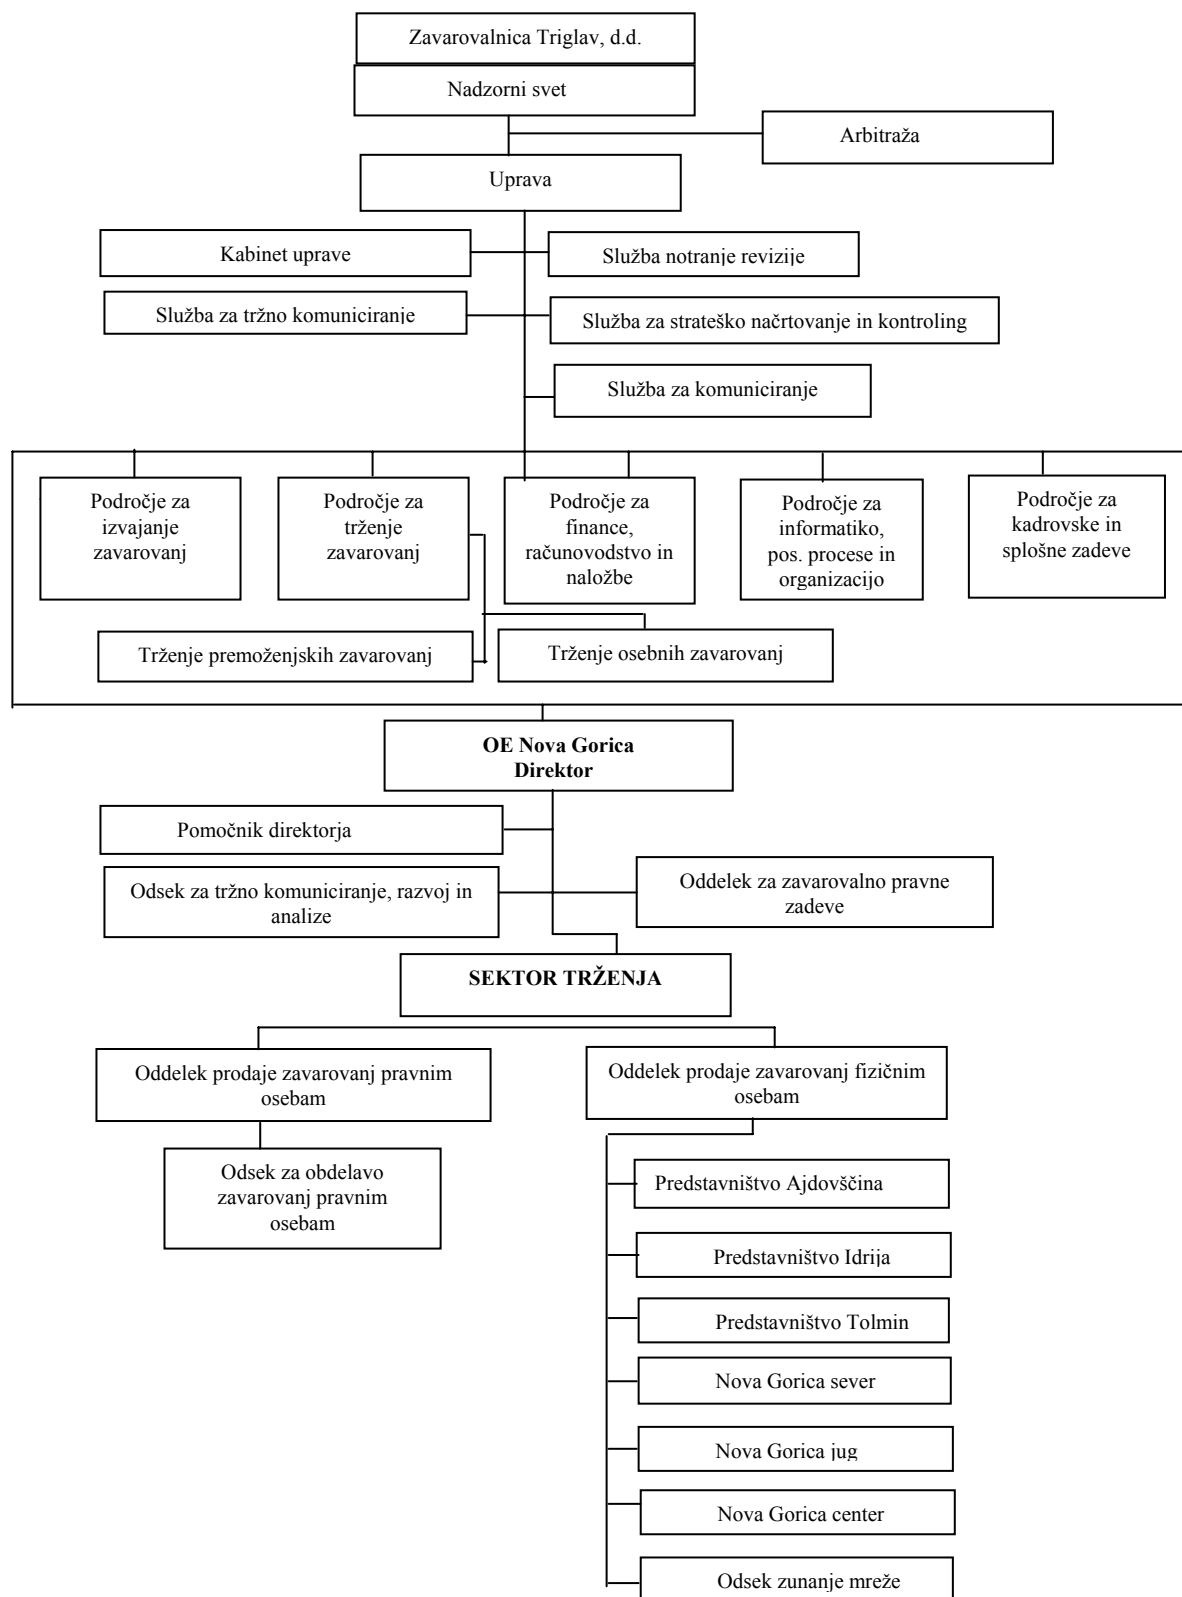 Zavarovalnica Triglav, d.d.
Nadzorni svet
Arbitraža
Uprava
Kabinet uprave
Služba notranje revizije
Služba za tržno komuniciranje
Služba za strateško načrtovanje in kontroling
Služba za komuniciranje
Področje za
izvajanje
zavarovanj
Področje za
trženje
zavarovanj
Področje za
finance,
računovodstvo in
naložbe
Področje za
informatiko,
pos. procese in
organizacijo
Področje za
kadrovske in
splošne zadeve
Trženje premoženjskih zavarovanj
Trženje osebnih zavarovanj
OE Nova Gorica
Direktor
Pomočnik direktorja
Odsek za tržno komuniciranje, razvoj in
analize
Oddelek za zavarovalno pravne
zadeve
SEKTOR TRŽENJA
Oddelek prodaje zavarovanj pravnim
osebam
Oddelek prodaje zavarovanj fizičnim
osebam
Odsek za obdelavo
zavarovanj pravnim
osebam
Predstavništvo Ajdovščina
Predstavništvo Idrija
Predstavništvo Tolmin
Nova Gorica sever
Nova Gorica jug
Nova Gorica center
Odsek zunanje mreže